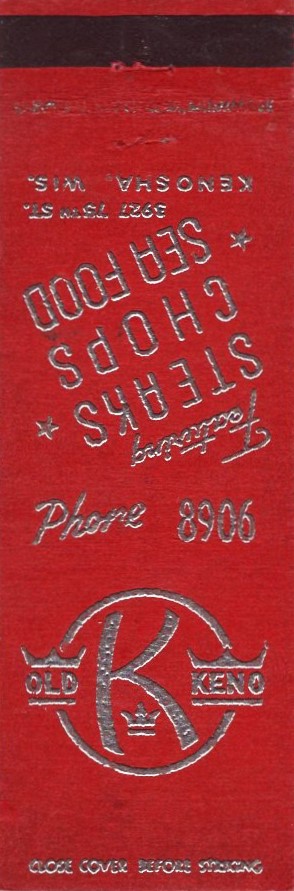 Featuring
STEAKS
CHOPS
SEA FOOD
3927 75TH ST.
KENOSHA, WIS.
Phone 8906
OLD K KENO
CLOSE COVER BEFORE STRIKING